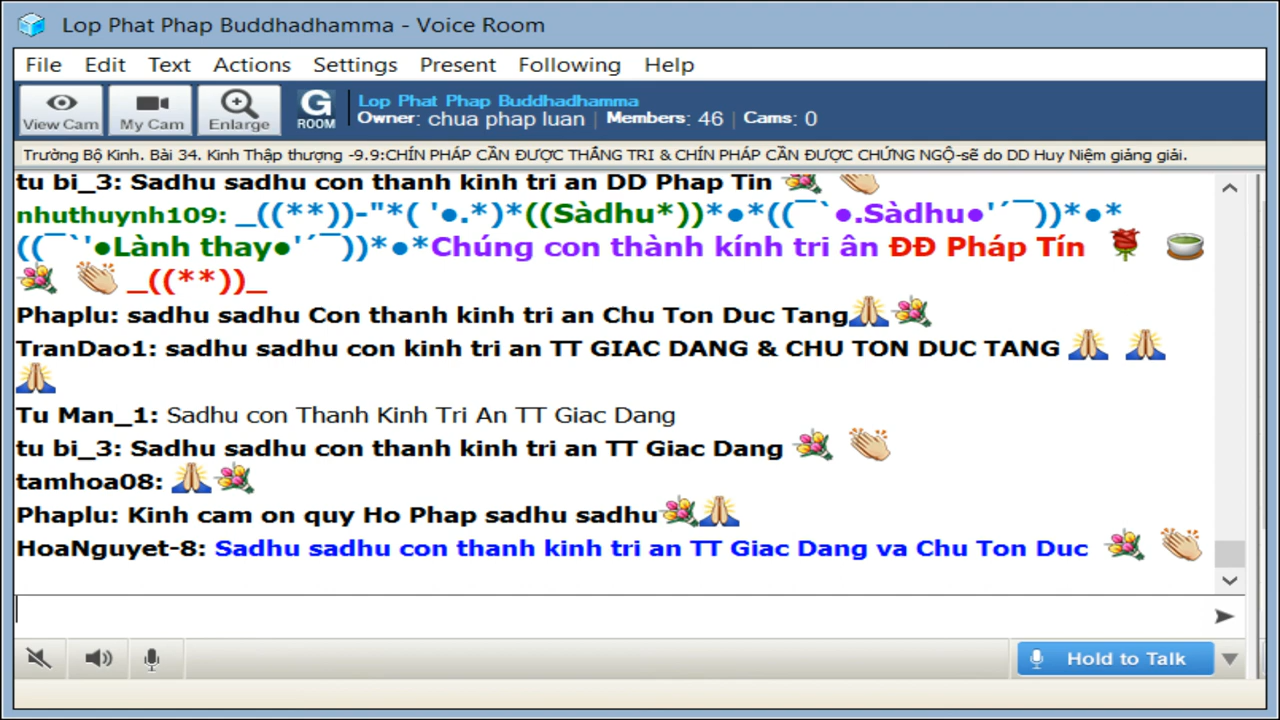 Lop Phat Phap Buddhadhamma - Voice Room
File Edit Text Actions Settings Present Following Help
View Cam My Cam Enlarge G ROOM Lop Phat Phap Buddhadhamma
Owner: chua phap luan | Members: 46 | Cams: 0
Trường Bộ Kinh. Bài 34. Kinh Thập thượng -9.9:CHÍN PHÁP CẦN ĐƯỢC THẮNG TRI & CHÍN PHÁP CẦN ĐƯỢC CHỨNG NGỘ-sẽ do DD Huy Niệm giảng giải.
tu bi_3: Sadhu sadhu con thanh kinh tri an DD Phap Tin
nhuthuynh109: _((**))-"*( '●.*)*((Sàdhu*))*●*((¯`●.Sàdhu●'´¯))*●*
((¯`'●Lành thay●'´¯))*●*Chúng con thành kính tri ân ĐĐ Pháp Tín
_((**))_
Phaplu: sadhu sadhu Con thanh kinh tri an Chu Ton Duc Tang
TranDao1: sadhu sadhu con kinh tri an TT GIAC DANG & CHU TON DUC TANG
Tu Man_1: Sadhu con Thanh Kinh Tri An TT Giac Dang
tu bi_3: Sadhu sadhu con thanh kinh tri an TT Giac Dang
tamhoa08:
Phaplu: Kinh cam on quy Ho Phap sadhu sadhu
HoaNguyet-8: Sadhu sadhu con thanh kinh tri an TT Giac Dang va Chu Ton Duc
Hold to Talk